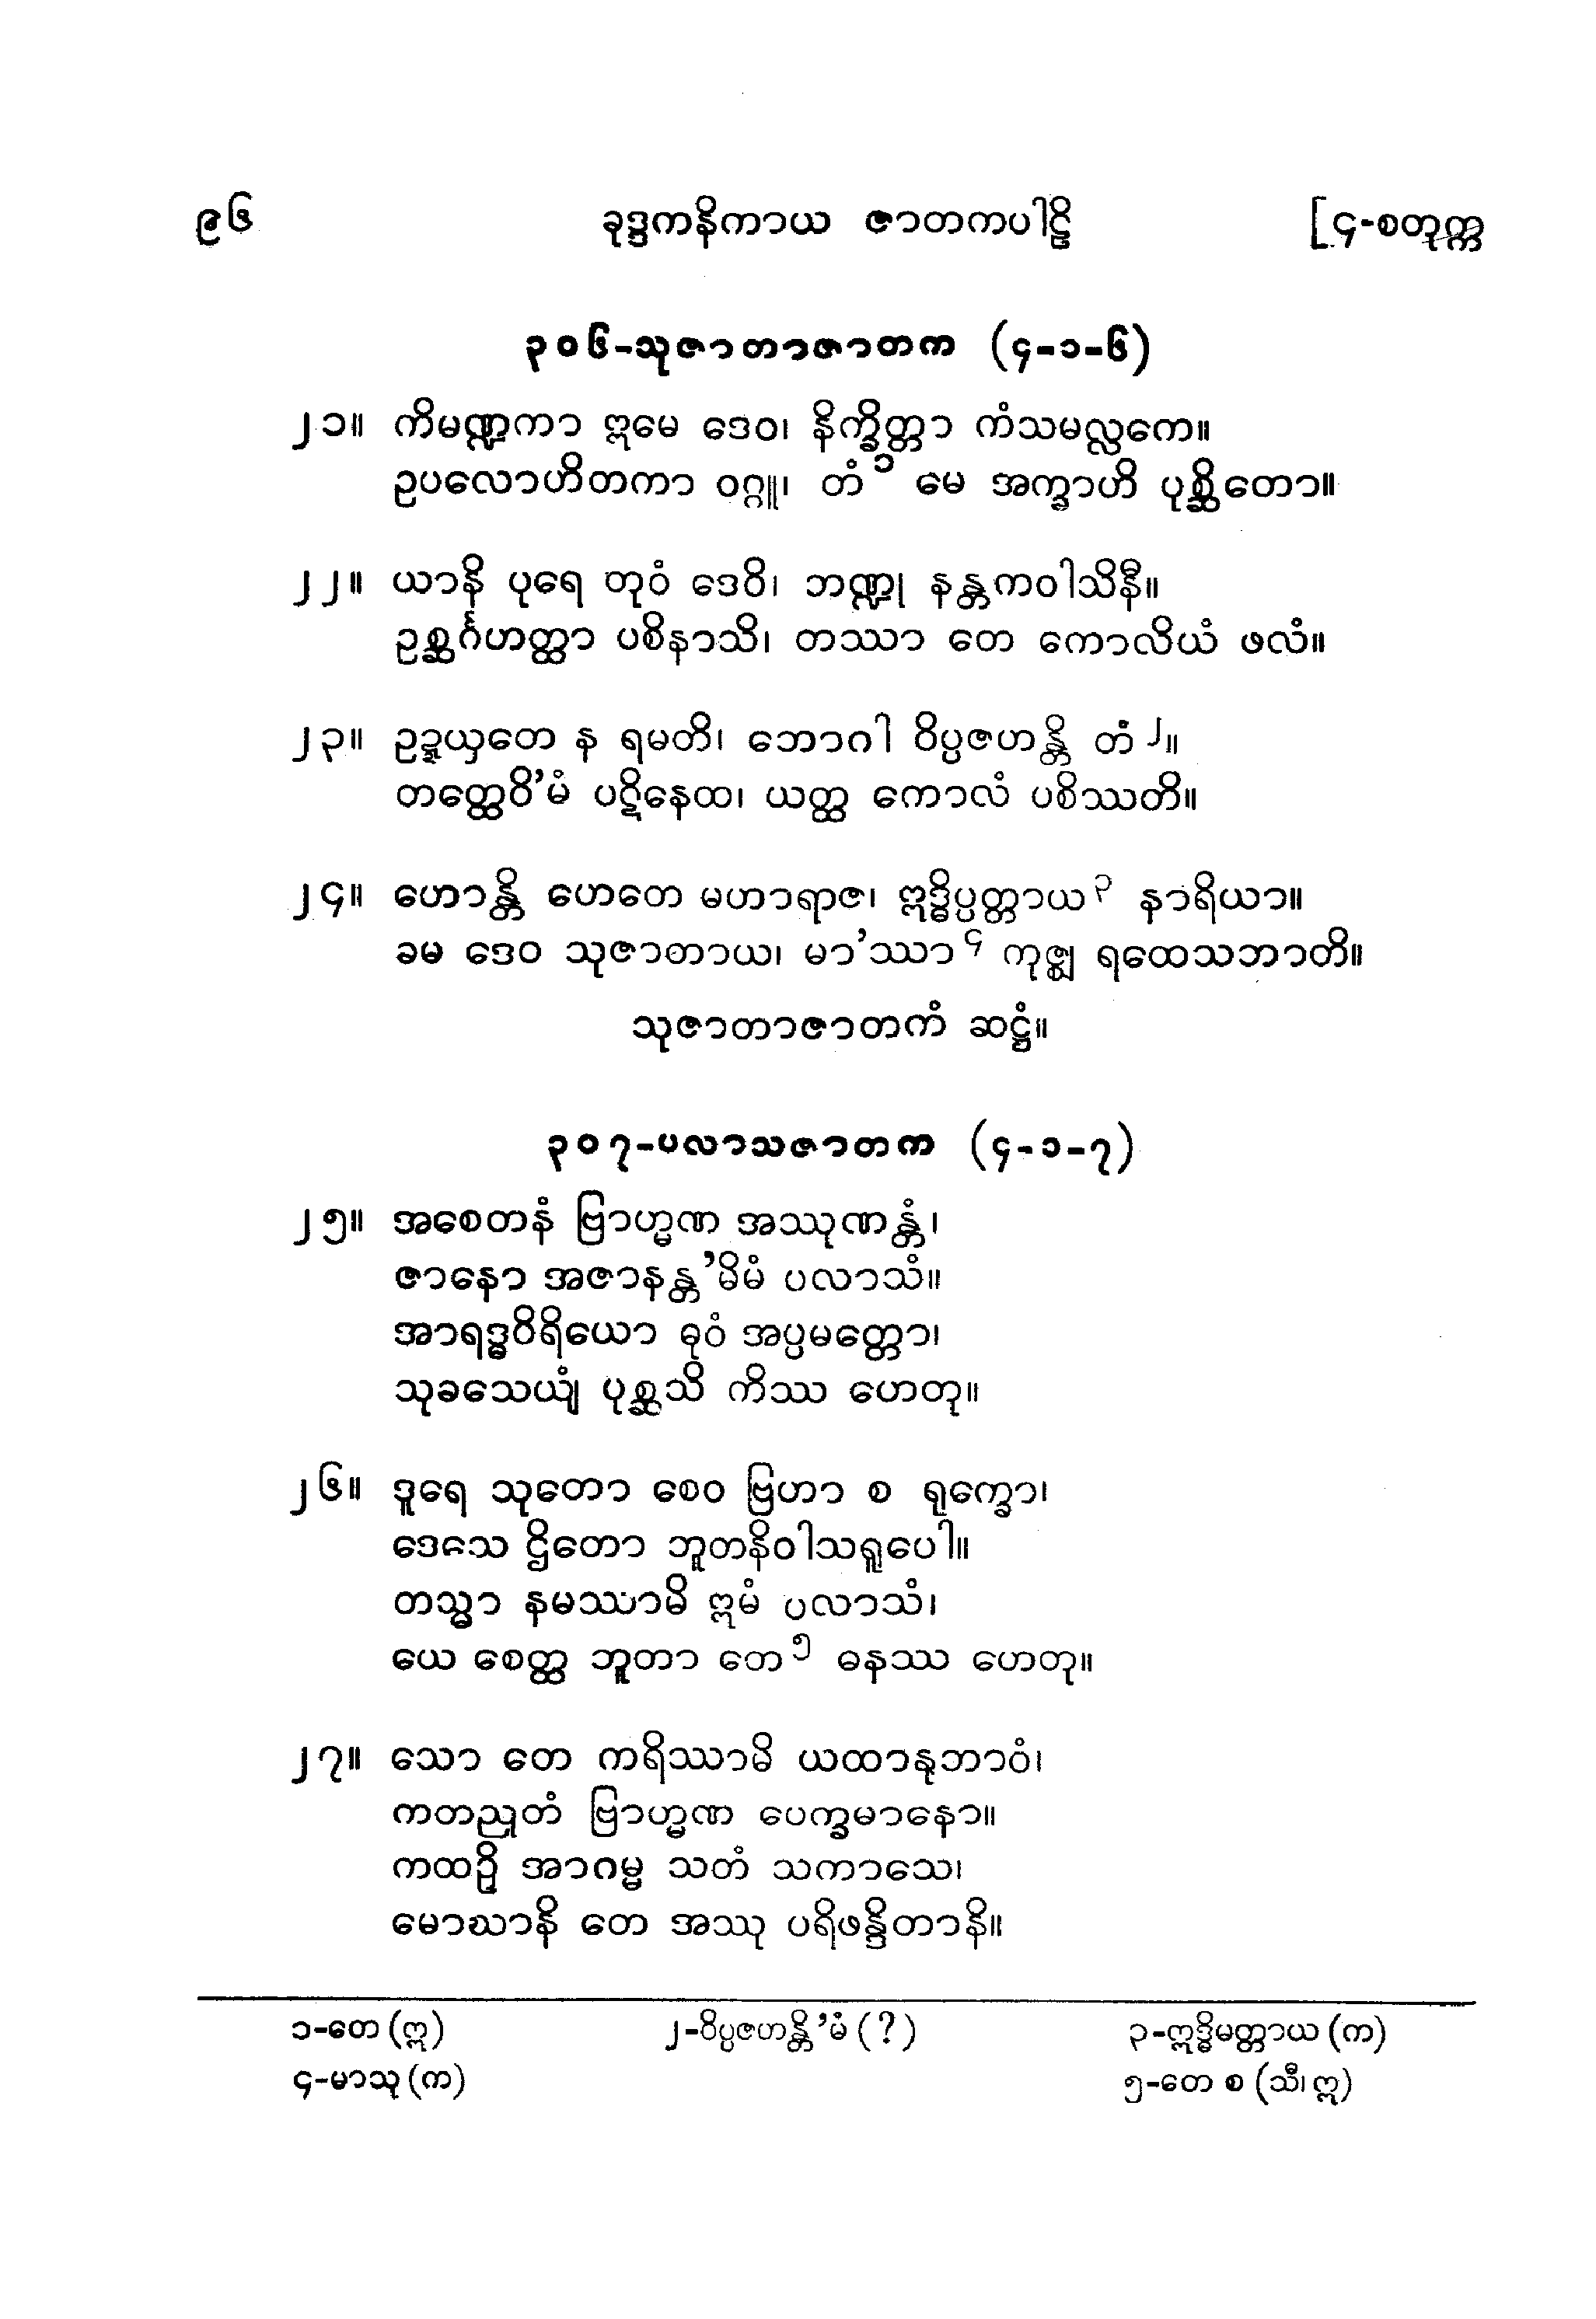 ၉၆ ခုဒ္ဒကနိကာယ ဇာတကပါဠိ [၄-စတုက္က
၃၀၆-သုဇာတာဇာတက (၄-၁-၆)
၂၁။ ကိမဏ္ဍကာ ဣမေ ဒေဝ၊ နိက္ခိတ္တာ ကံသမလ္လကေ။
ဥပလောဟိတကာ ဝဂ္ဂူ၊ တံ ၁ မေ အက္ခာဟိ ပုစ္ဆိတော။
၂၂။ ယာနိ ပုရေ တုဝံ ဒေဝိ၊ ဘဏ္ဍု နန္တကဝါသိနီ။
ဥစ္ဆင်္ဂဟတ္ထာ ပစိနာသိ၊ တဿာ တေ ကောလိယံ ဖလံ။
၂၃။ ဥဍ္ဍယှတေ န ရမတိ၊ ဘောဂါ ဝိပ္ပဇဟန္တိ တံ ၂။
တတ္ထေဝိ’မံ ပဋိနေထ၊ ယတ္ထ ကောလံ ပစိဿတိ။
၂၄။ ဟောန္တိ ဟေတေ မဟာရာဇ၊ ဣဒ္ဓိပ္ပတ္တာယ ၃ နာရိယာ။
ခမ ဒေဝ သုဇာတာယ၊ မာ’ဿာ ၄ ကုဇ္ဈ ရထေသဘာတိ။
သုဇာတာဇာတကံ ဆဋ္ဌံ။
၃၀၇-ပလာသဇာတက (၄-၁-၇)
၂၅။ အစေတနံ ဗြာဟ္မဏ အဿုဏန္တံ၊
ဇာနော အဇာနန္တ’မိမံ ပလာသံ။
အာရဒ္ဓဝိရိယော ဓုဝံ အပ္ပမတ္တော၊
သုခသေယျံ ပုစ္ဆသိ ကိဿ ဟေတု။
၂၆။ ဒူရေ သုတော စေဝ ဗြဟာ စ ရုက္ခော၊
ဒေသေ ဌိတော ဘူတနိဝါသရူပေါ။
တသ္မာ နမဿာမိ ဣမံ ပလာသံ၊
ယေ စေတ္ထ ဘူတာ တေ ၅ ဓနဿ ဟေတု။
၂၇။ သော တေ ကရိဿာမိ ယထာနုဘာဝံ၊
ကတညုတံ ဗြာဟ္မဏ ပေက္ခမာနော။
ကထဉှိ အာဂမ္မ သတံ သကာသေ၊
မောဃာနိ တေ အဿု ပရိဖန္ဒိတာနိ။
၁-တေ (ဣ) ၂-ဝိပ္ပဇဟန္တိ’မံ (?) ၃-ဣဒ္ဓိမတ္တာယ (က)
၄-မာသု (က) ၅-တေ စ (သီ၊ ဣ)